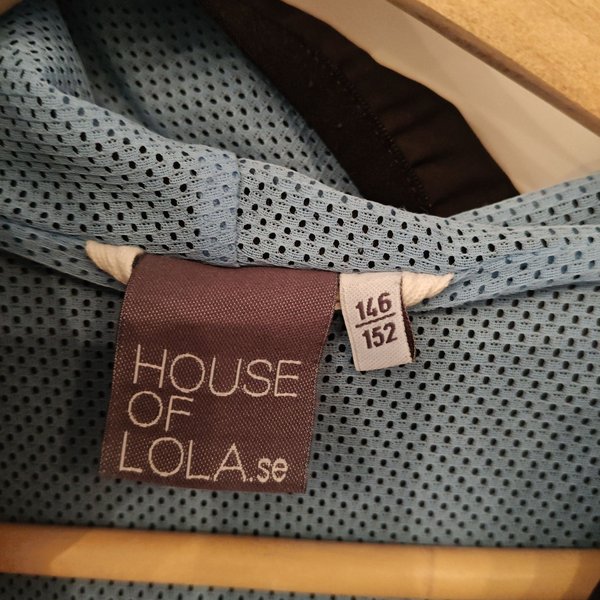 HOUSE
OF
LOLA.se
146
152